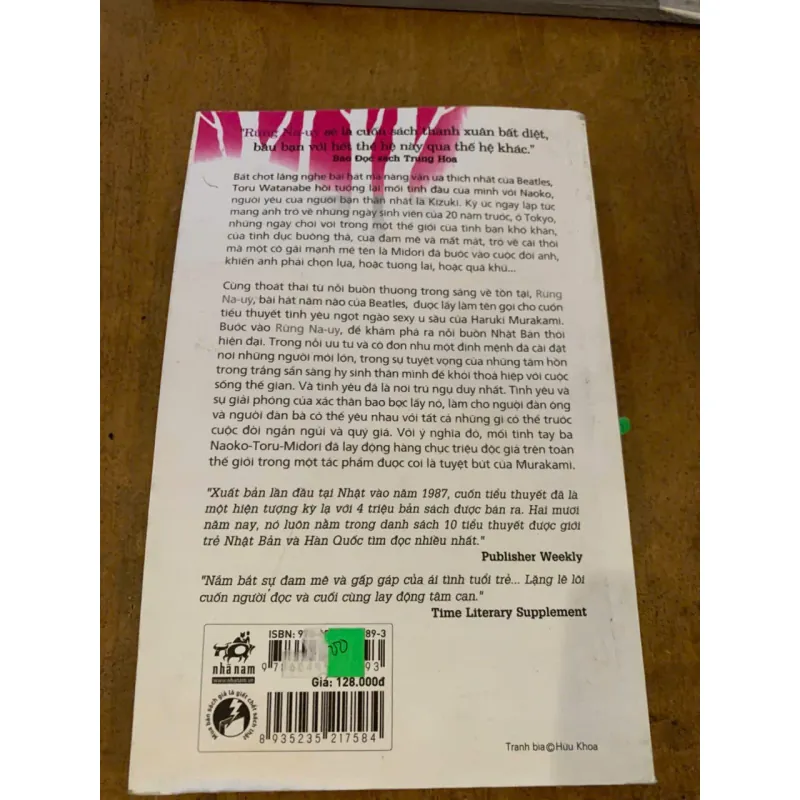 "Rừng Na-uy sẽ là cuốn sách thanh xuân bất diệt,
bầu bạn với hết thế hệ này qua thế hệ khác."
Báo Đọc sách Trung Hoa
Bất chợt lắng nghe bài hát mà nàng vẫn ưa thích nhất của Beatles,
Toru Watanabe hồi tưởng lại mối tình đầu của mình với Naoko,
người yêu của người bạn thân nhất là Kizuki. Ký ức ngay lập tức
mang anh trở về những ngày sinh viên của 20 năm trước, ở Tokyo,
những ngày chơi vơi trong một thế giới của tình bạn khó khăn,
của tình dục buông thả, của đam mê và mất mát, trở về cái thời
mà một cô gái mạnh mẽ tên là Midori đã bước vào cuộc đời anh,
khiến anh phải chọn lựa, hoặc tương lai, hoặc quá khứ...
Cùng thoát thai từ nỗi buồn thương trong sáng về tồn tại, Rừng
Na-uy, bài hát năm nào của Beatles, được lấy làm tên gọi cho cuốn
tiểu thuyết tình yêu ngọt ngào sexy u sầu của Haruki Murakami.
Bước vào Rừng Na-uy, để khám phá ra nỗi buồn Nhật Bản thời
hiện đại. Trong nỗi ưu tư và cô đơn như một định mệnh đã cài đặt
nơi những người mới lớn, trong sự tuyệt vọng của những tâm hồn
trong trắng sẵn sàng hy sinh thân mình để khỏi thoả hiệp với cuộc
sống thế gian. Và tình yêu đã là nơi trú ngụ duy nhất. Tình yêu và
sự giải phóng của xác thân bao bọc lấy nó, làm cho người đàn ông và
người đàn bà có thể yêu nhau với tất cả những gì có thể trước
cuộc đời ngắn ngủi và quý giá. Với ý nghĩa đó, mối tình tay ba
Naoko-Toru-Midori đã lay động hàng chục triệu độc giả trên toàn
thế giới trong một tác phẩm được coi là tuyệt bút của Murakami.
"Xuất bản lần đầu tại Nhật vào năm 1987, cuốn tiểu thuyết đã là
một hiện tượng kỳ lạ với 4 triệu bản sách được bán ra. Hai mươi
năm nay, nó luôn nằm trong danh sách 10 tiểu thuyết được giới
trẻ Nhật Bản và Hàn Quốc tìm đọc nhiều nhất."
Publisher Weekly
"Nắm bắt sự đam mê và gấp gáp của ái tình tuổi trẻ... Lặng lẽ lôi
cuốn người đọc và cuối cùng lay động tâm can."
Time Literary Supplement
nhã nam
www.nhanam.vn
Mua bán sách giả là giết chết sách thật
ISBN: 89-3
Giá: 128.000đ
8 935235 217584
Tranh bìa © Hữu Khoa